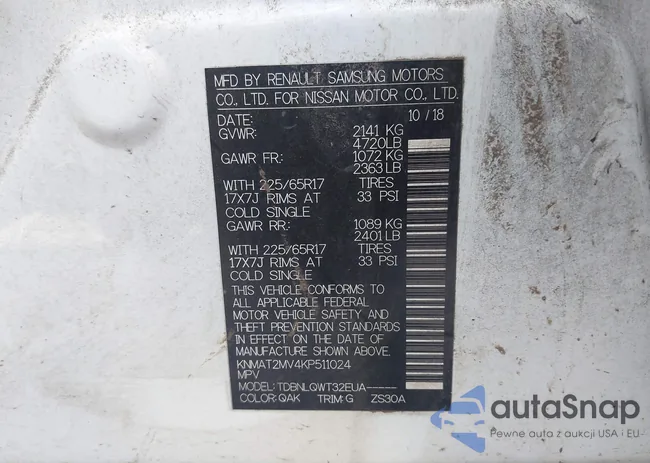 MFD BY RENAULT SAMSUNG MOTORS
CO., LTD. FOR NISSAN MOTOR CO., LTD.
DATE: 10 / 18
GVWR: 2141 KG
4720LB
GAWR FR: 1072 KG
2363 LB
WITH 225/65R17 TIRES
17X7J RIMS AT 33 PSI
COLD SINGLE
GAWR RR: 1089 KG
2401 LB
WITH 225/65R17 TIRES
17X7J RIMS AT 33 PSI
COLD SINGLE
THIS VEHICLE CONFORMS TO
ALL APPLICABLE FEDERAL
MOTOR VEHICLE SAFETY AND
THEFT PREVENTION STANDARDS
IN EFFECT ON THE DATE OF
MANUFACTURE SHOWN ABOVE.
KNMAT2MV4KP511024
MPV
MODEL: TDBNLQWT32EUA-----
COLOR: QAK TRIM: G ZS30A
autoSnap
Pewne auta z aukcji USA i EU